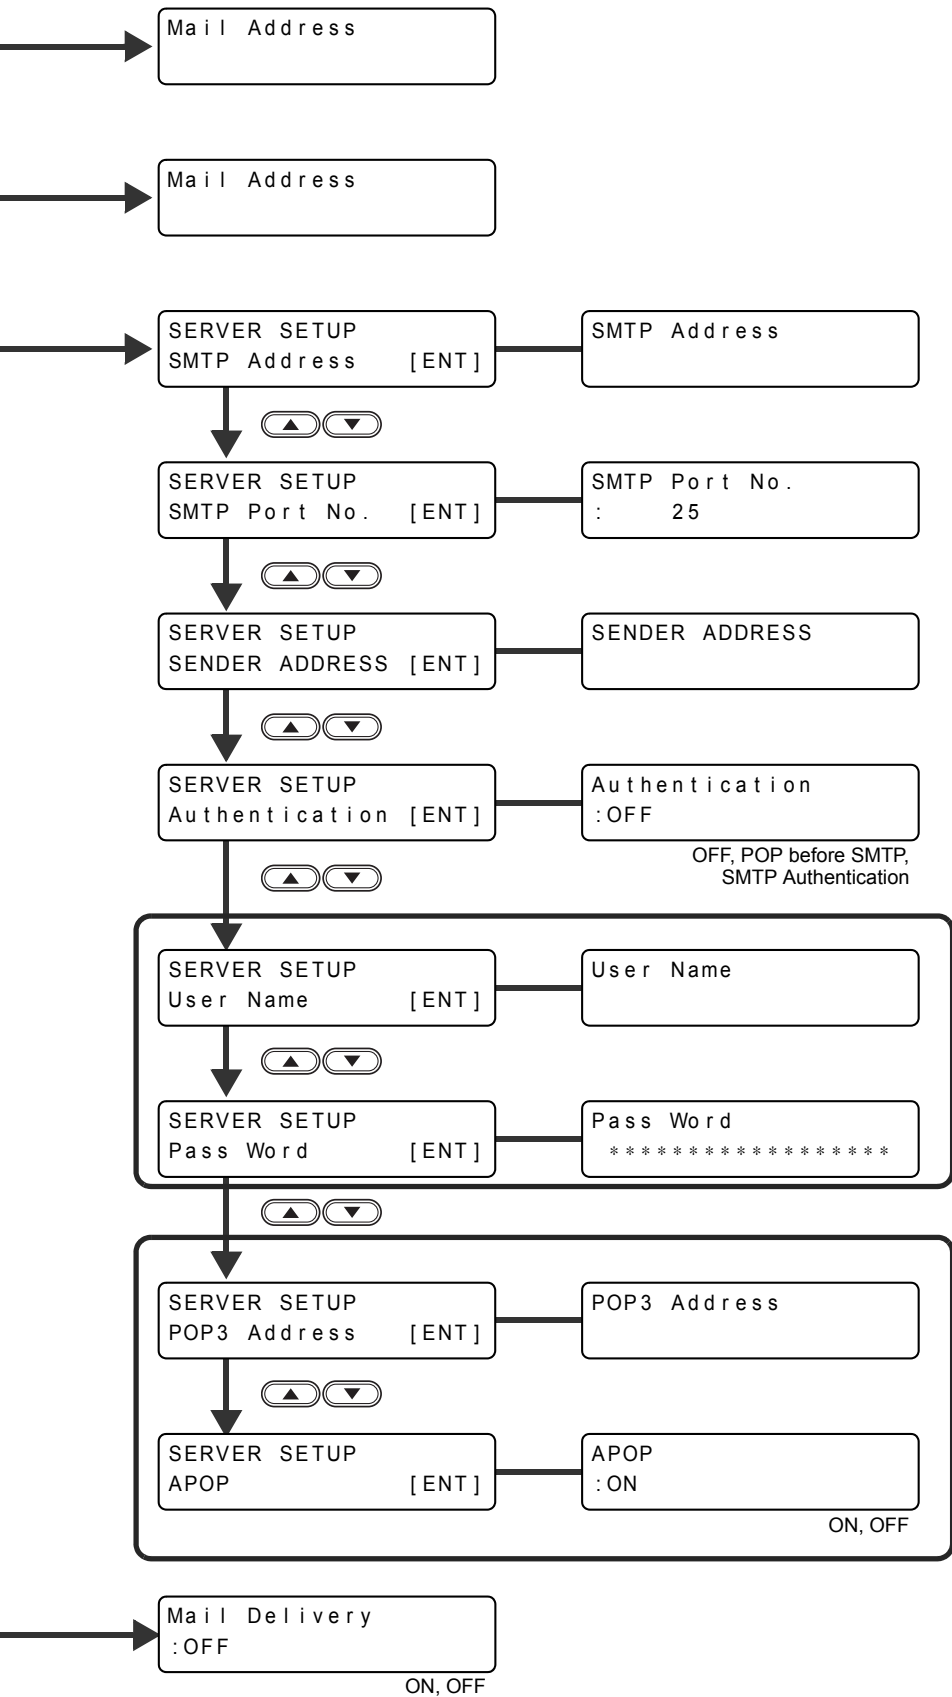 Mail Address
Mail Address
SERVER SETUP
SMTP Address [ENT]
SMTP Address
SERVER SETUP
SMTP Port No. [ENT]
SMTP Port No.
: 25
SERVER SETUP
SENDER ADDRESS [ENT]
SENDER ADDRESS
SERVER SETUP
Authentication [ENT]
Authentication
:OFF
OFF, POP before SMTP,
SMTP Authentication
SERVER SETUP
User Name [ENT]
User Name
SERVER SETUP
Pass Word [ENT]
Pass Word
******************
SERVER SETUP
POP3 Address [ENT]
POP3 Address
SERVER SETUP
APOP [ENT]
APOP
:ON
ON, OFF
Mail Delivery
:OFF
ON, OFF